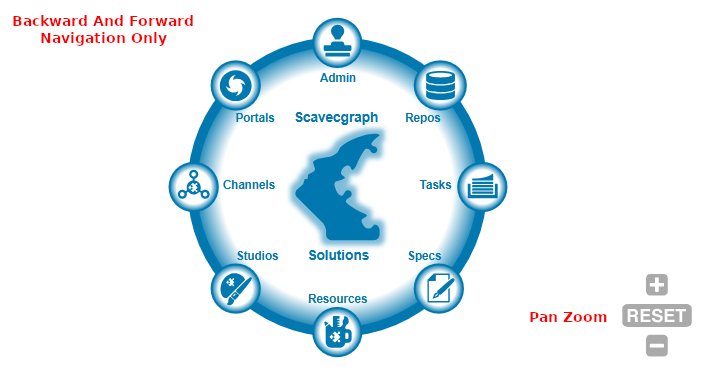 Backward And Forward
Navigation Only
Admin
Portals
Scavecgraph
Repos
Channels
Tasks
Studios
Solutions
Specs
Resources
Pan Zoom
RESET